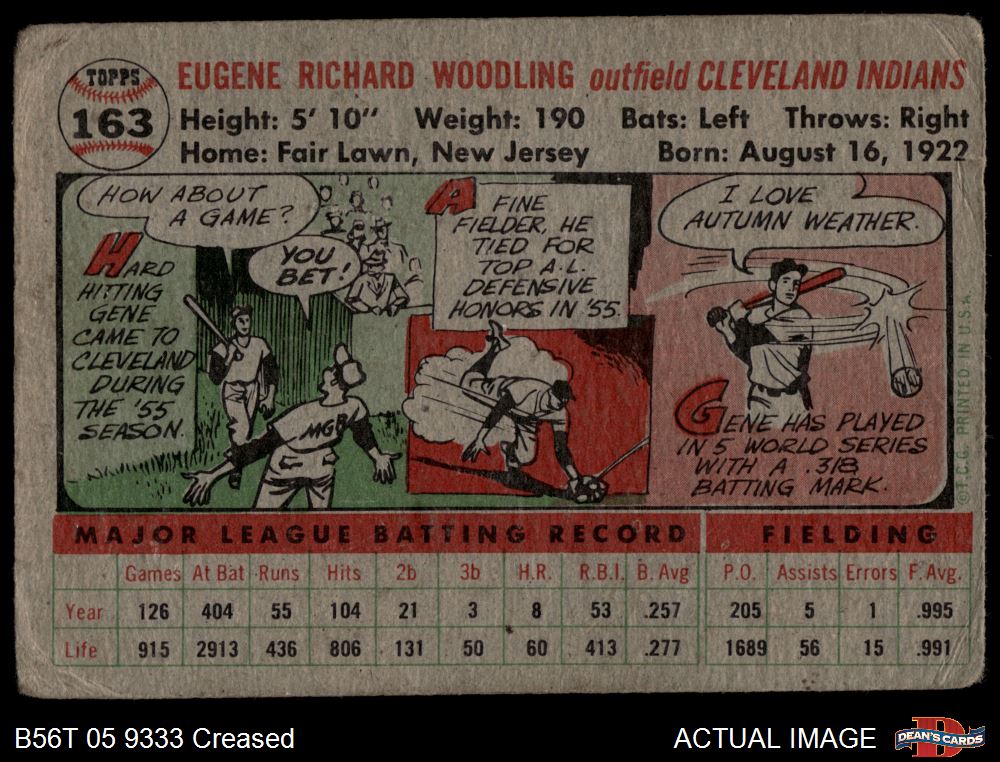 TOPPS
163
EUGENE RICHARD WOODLING outfield CLEVELAND INDIANS
Height: 5' 10" Weight: 190 Bats: Left Throws: Right
Home: Fair Lawn, New Jersey Born: August 16, 1922
HOW ABOUT
A GAME?
YOU
BET!
HARD
HITTING
GENE
CAME TO
CLEVELAND
DURING
THE '55
SEASON.
MGR
A FINE
FIELDER, HE
TIED FOR
TOP A.L.
DEFENSIVE
HONORS IN '55.
I LOVE
AUTUMN WEATHER.
GENE HAS PLAYED
IN 5 WORLD SERIES
WITH A .318
BATTING MARK.
© T.C.G. PRINTED IN U.S.A.
MAJOR LEAGUE BATTING RECORD FIELDING
Games At Bat Runs Hits 2b 3b H.R. R.B.I. B. Avg P.O. Assists Errors F. Avg.
Year 126 404 55 104 21 3 8 53 .257 205 5 1 .995
Life 915 2913 436 806 131 50 60 413 .277 1689 56 15 .991
B56T 05 9333 Creased ACTUAL IMAGE
DEAN'S CARDS